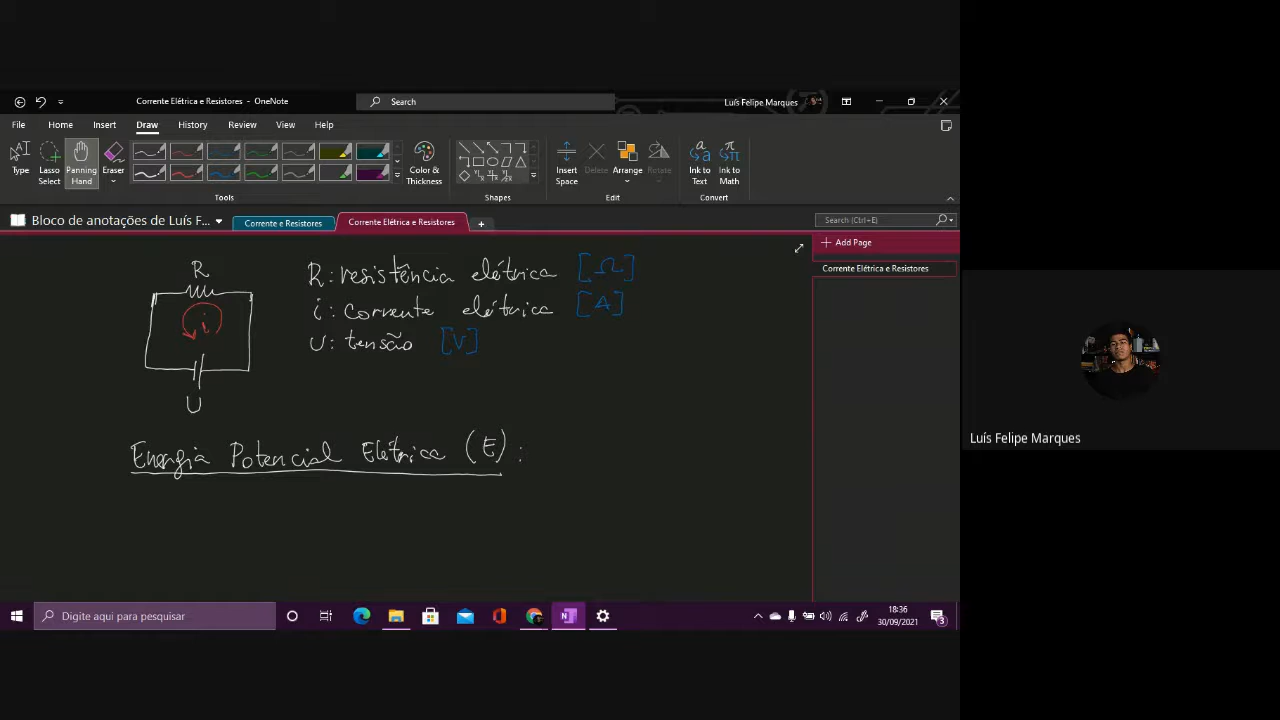 Corrente Elétrica e Resistores - OneNote
Search
Luís Felipe Marques
File Home Insert Draw History Review View Help
Type
Lasso Select
Panning Hand
Eraser
Color & Thickness
Insert Space
Delete
Arrange
Rotate
Ink to Text
Ink to Math
Tools
Shapes
Edit
Convert
Bloco de anotações de Luís F...
Corrente e Resistores
Corrente Elétrica e Resistores
Search (Ctrl+E)
Add Page
Corrente Elétrica e Resistores
R
i
U
R: resistência elétrica [Ω]
i: corrente elétrica [A]
U: tensão [V]
Energia Potencial Elétrica (E):
Luís Felipe Marques
Digite aqui para pesquisar
18:36
30/09/2021
3